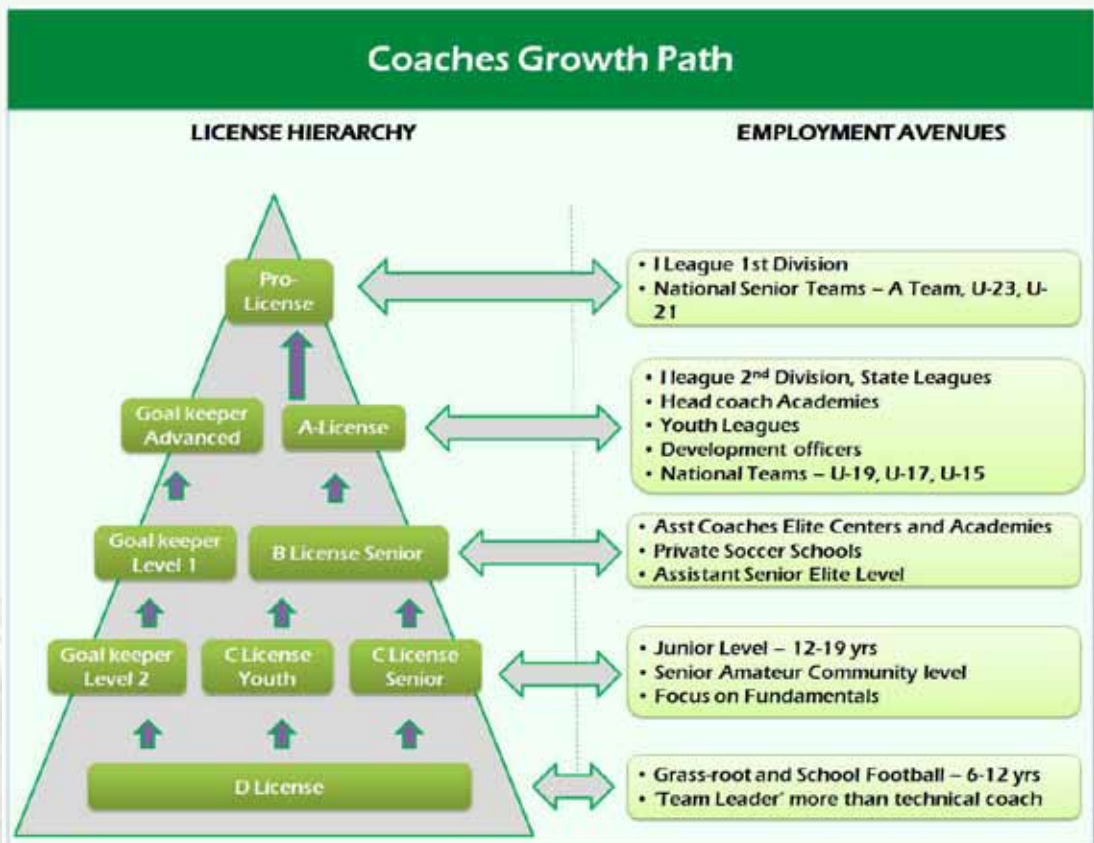 Coaches Growth Path
LICENSE HIERARCHY
EMPLOYMENT AVENUES
Pro-
License
• I League 1st Division
• National Senior Teams – A Team, U-23, U-
21
Goal keeper
Advanced
A-License
• I league 2nd Division, State Leagues
• Head coach Academies
• Youth Leagues
• Development officers
• National Teams – U-19, U-17, U-15
Goal keeper
Level 1
B License Senior
• Asst Coaches Elite Centers and Academies
• Private Soccer Schools
• Assistant Senior Elite Level
Goal keeper
Level 2
C License
Youth
C License
Senior
• Junior Level – 12-19 yrs
• Senior Amateur Community level
• Focus on Fundamentals
D License
• Grass-root and School Football – 6-12 yrs
• 'Team Leader' more than technical coach